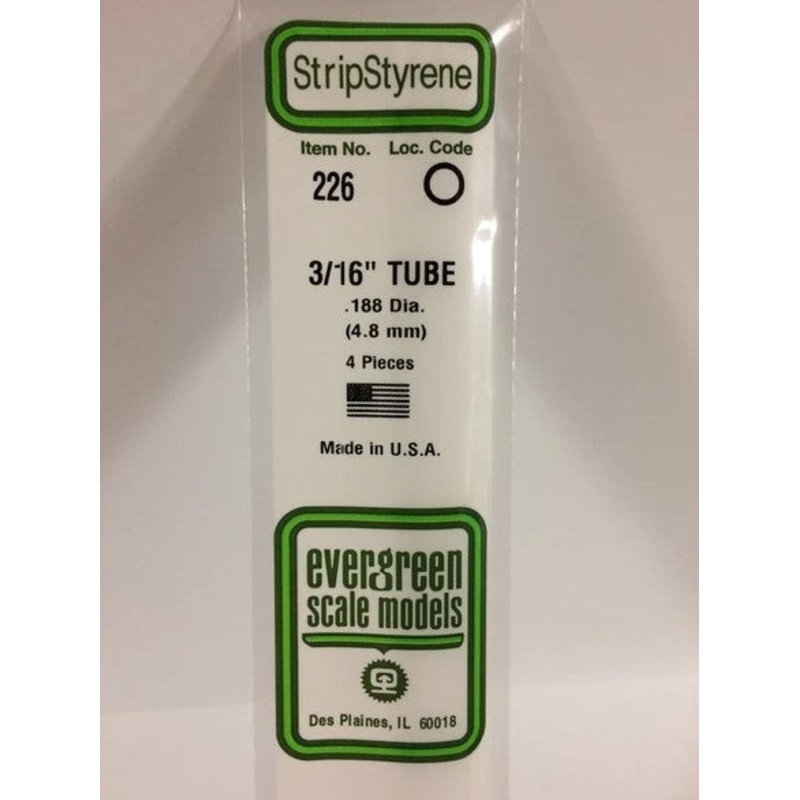 StripStyrene
Item No. Loc. Code
226
3/16" TUBE
.188 Dia.
(4.8 mm)
4 Pieces
Made in U.S.A.
evergreen
scale models
Des Plaines, IL 60018